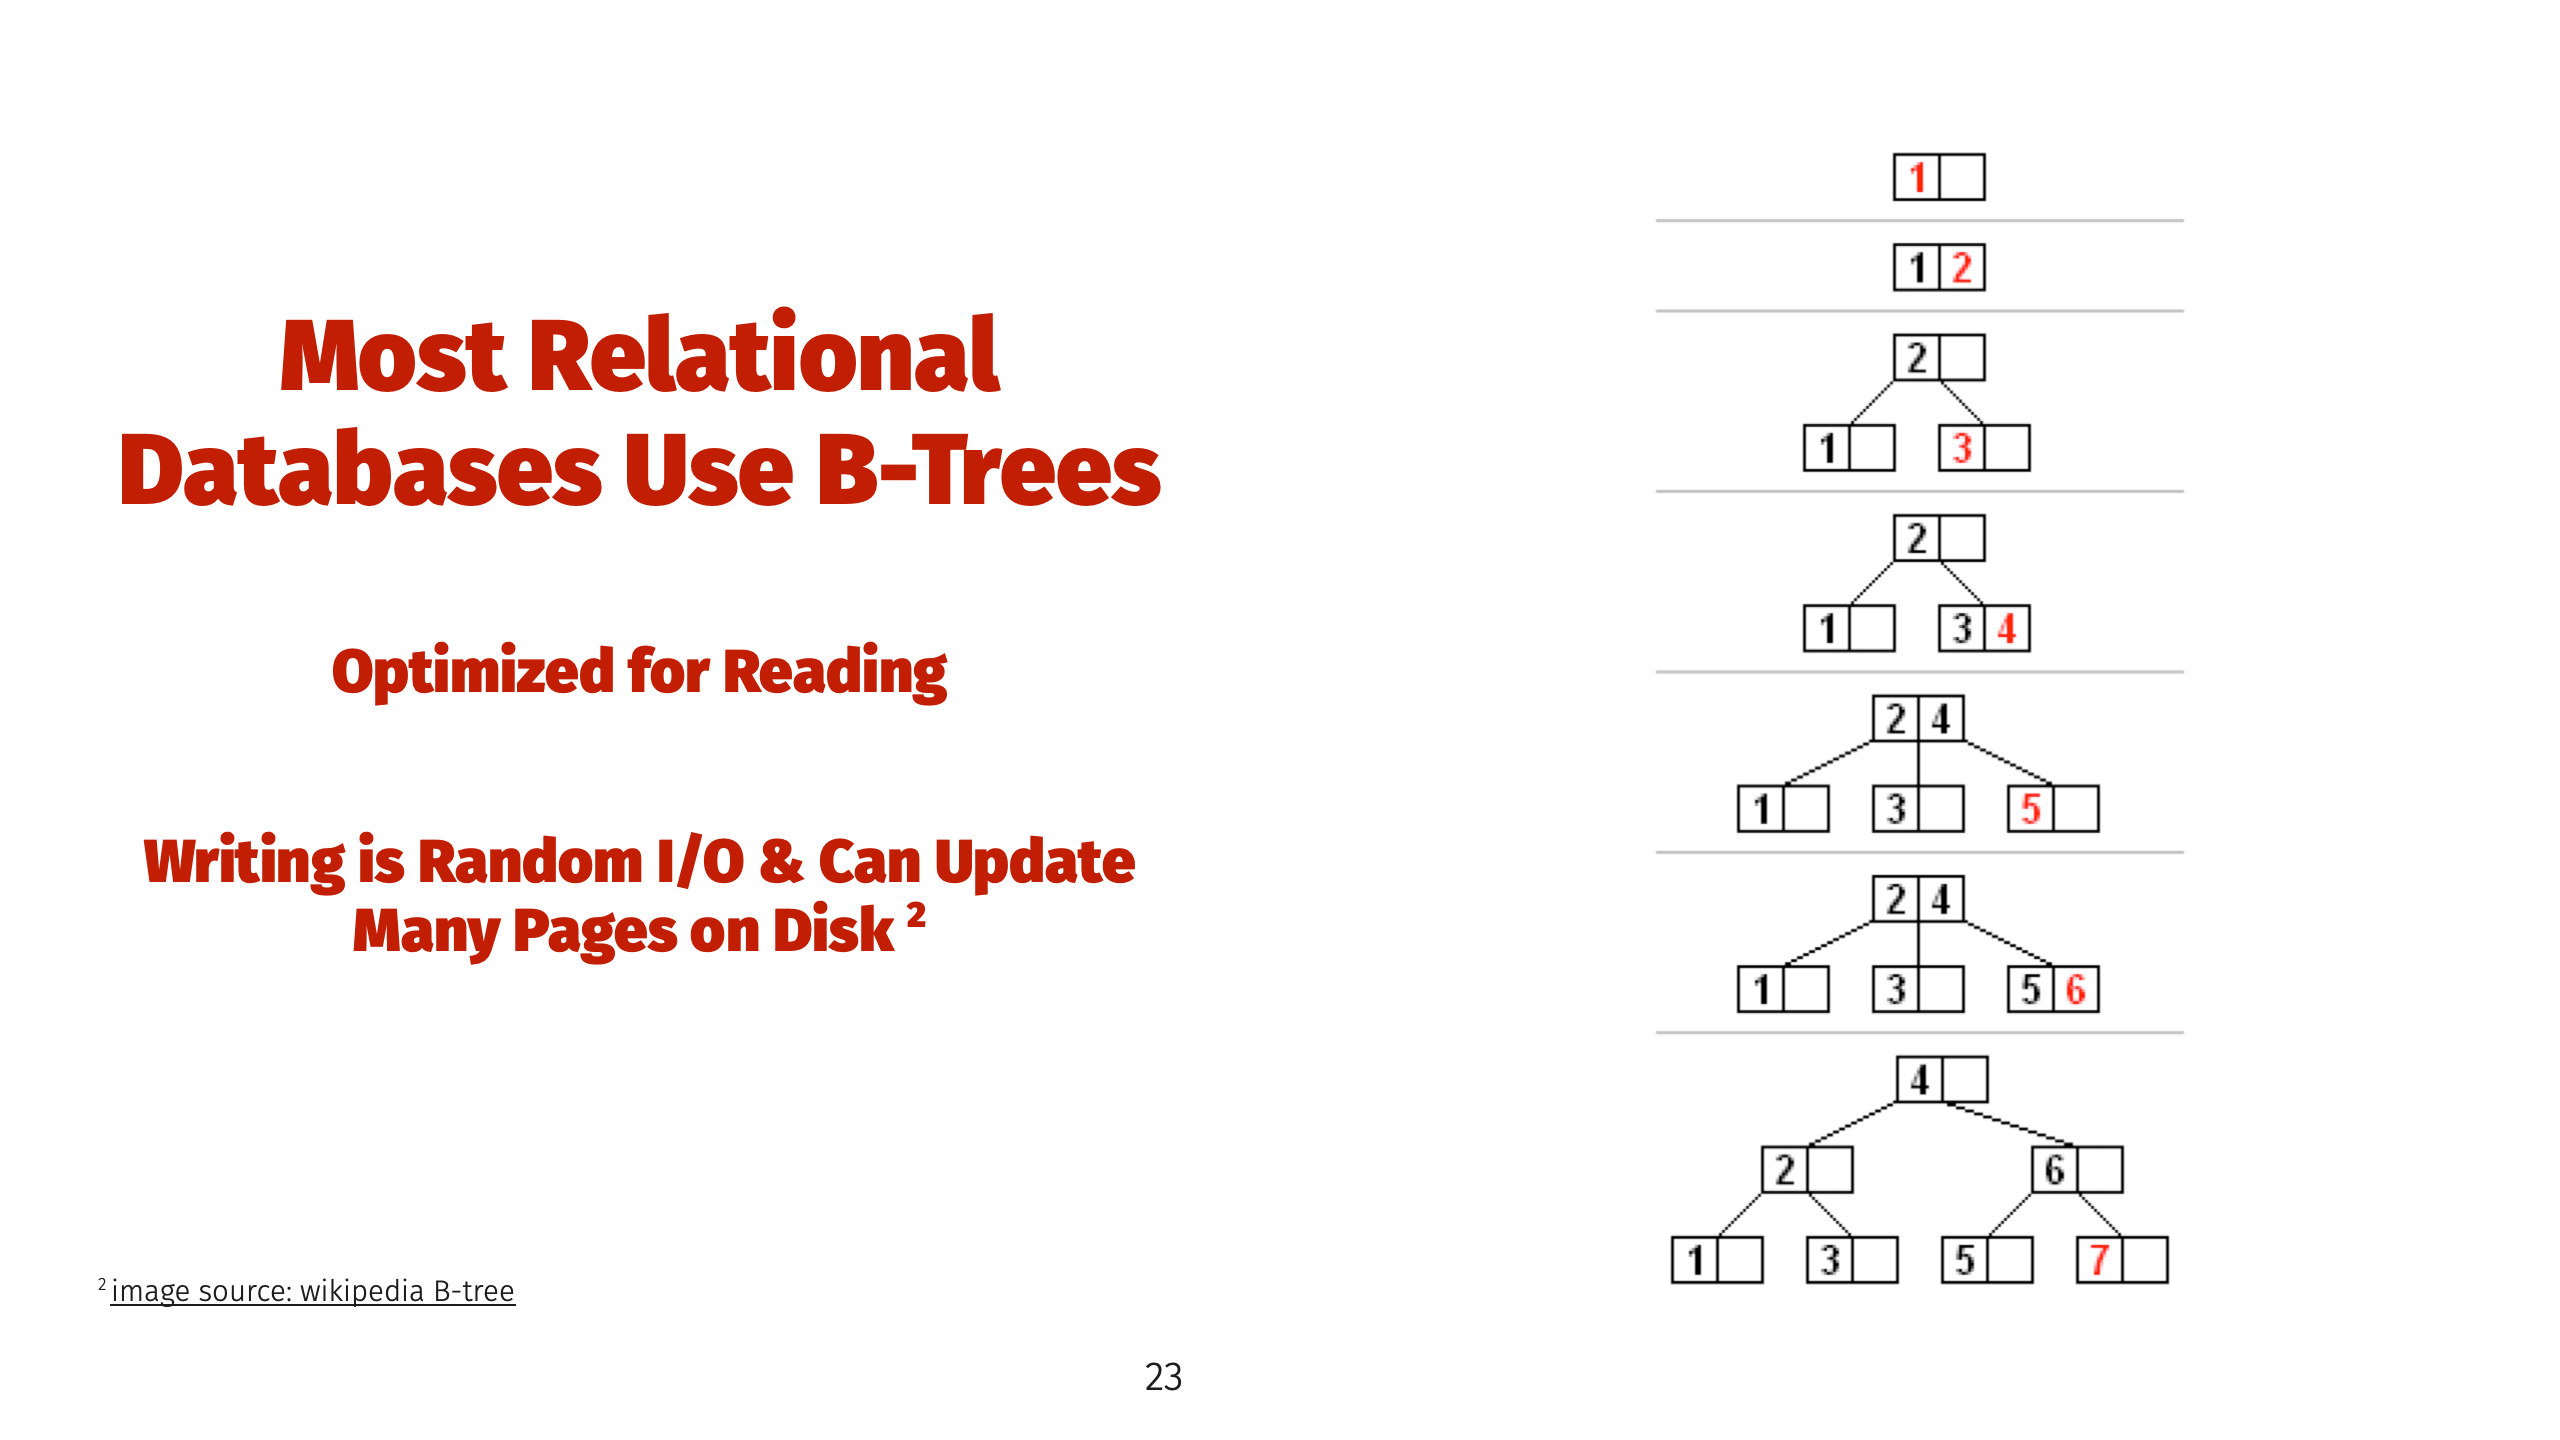 Most Relational
Databases Use B-Trees
Optimized for Reading
Writing is Random I/O & Can Update
Many Pages on Disk ²
² image source: wikipedia B-tree
1
1 2
2
1 3
2
1 3 4
2 4
1 3 5
2 4
1 3 5 6
4
2 6
1 3 5 7
23